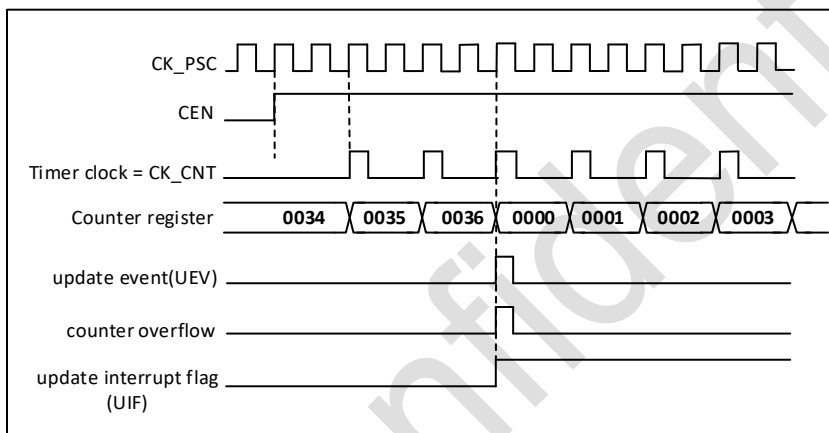 CK_PSC
CEN
Timer clock = CK_CNT
Counter register 0034 0035 0036 0000 0001 0002 0003
update event(UEV)
counter overflow
update interrupt flag
(UIF)
nfident